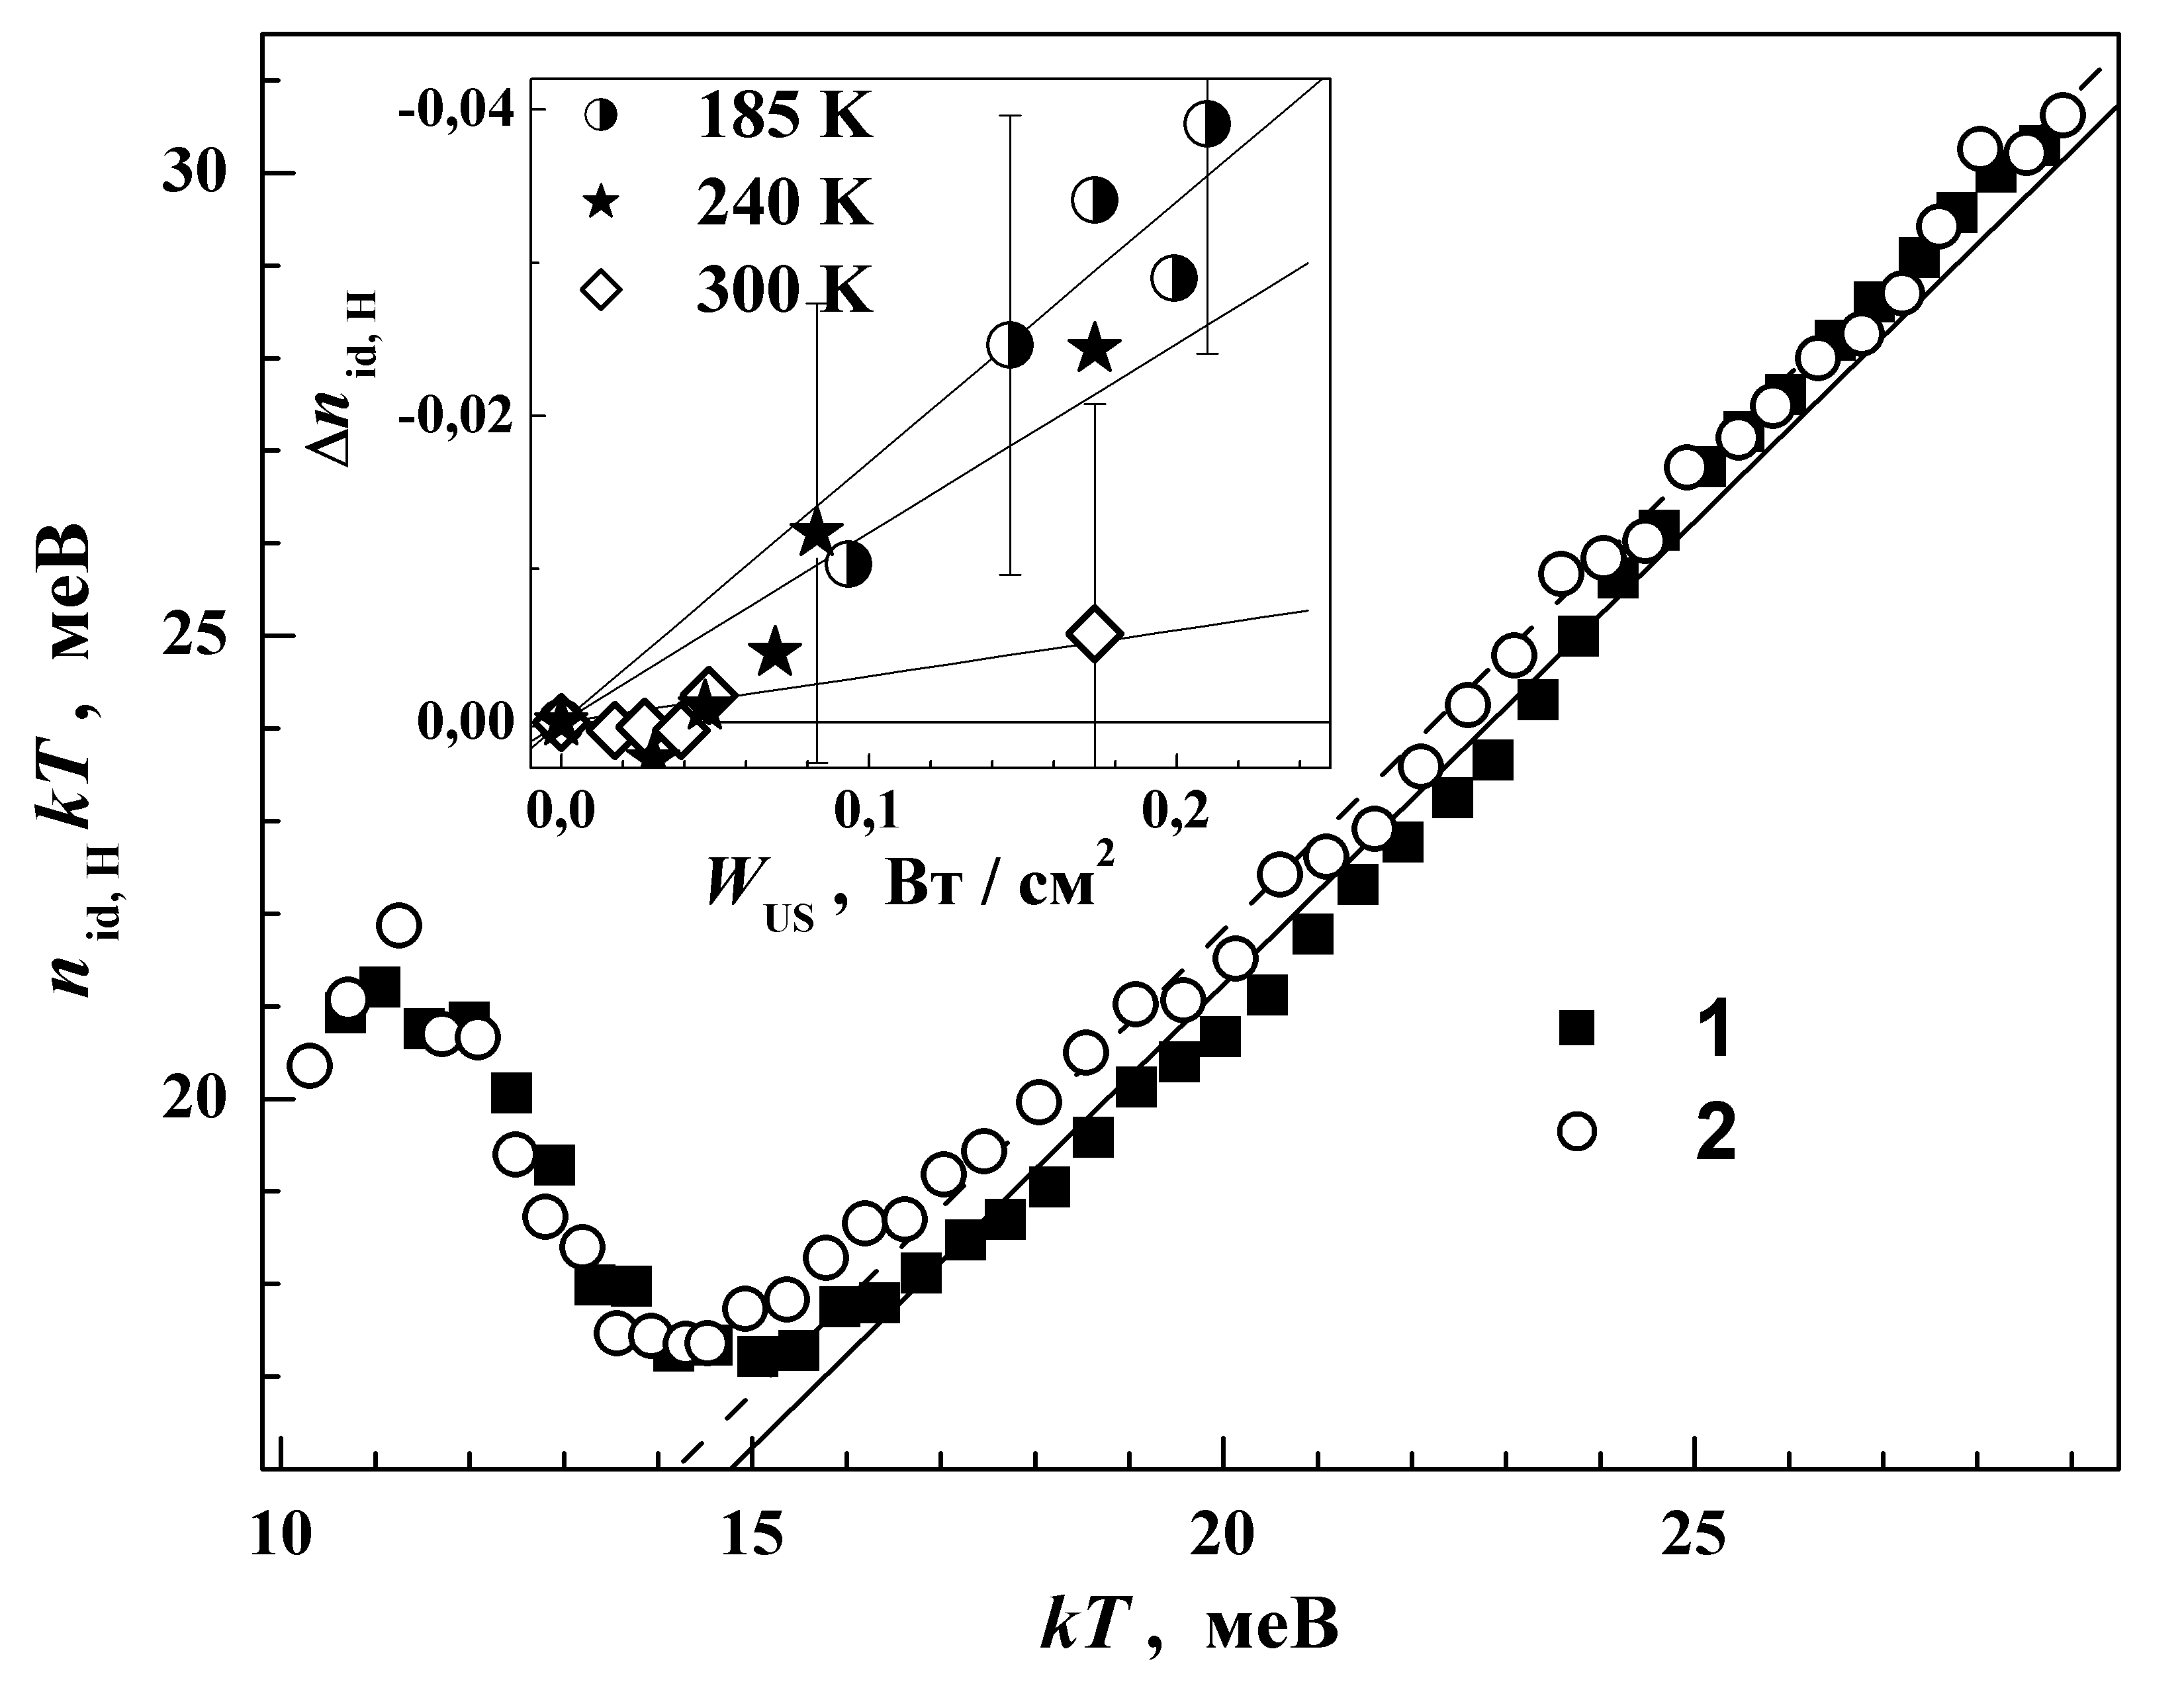 -0,04
-0,02
0,00
Δn id, H
185 K
240 K
300 K
0,0 0,1 0,2
W US , Вт / см²
30
25
20
n id, H kT , меВ
1
2
10 15 20 25
kT , меВ